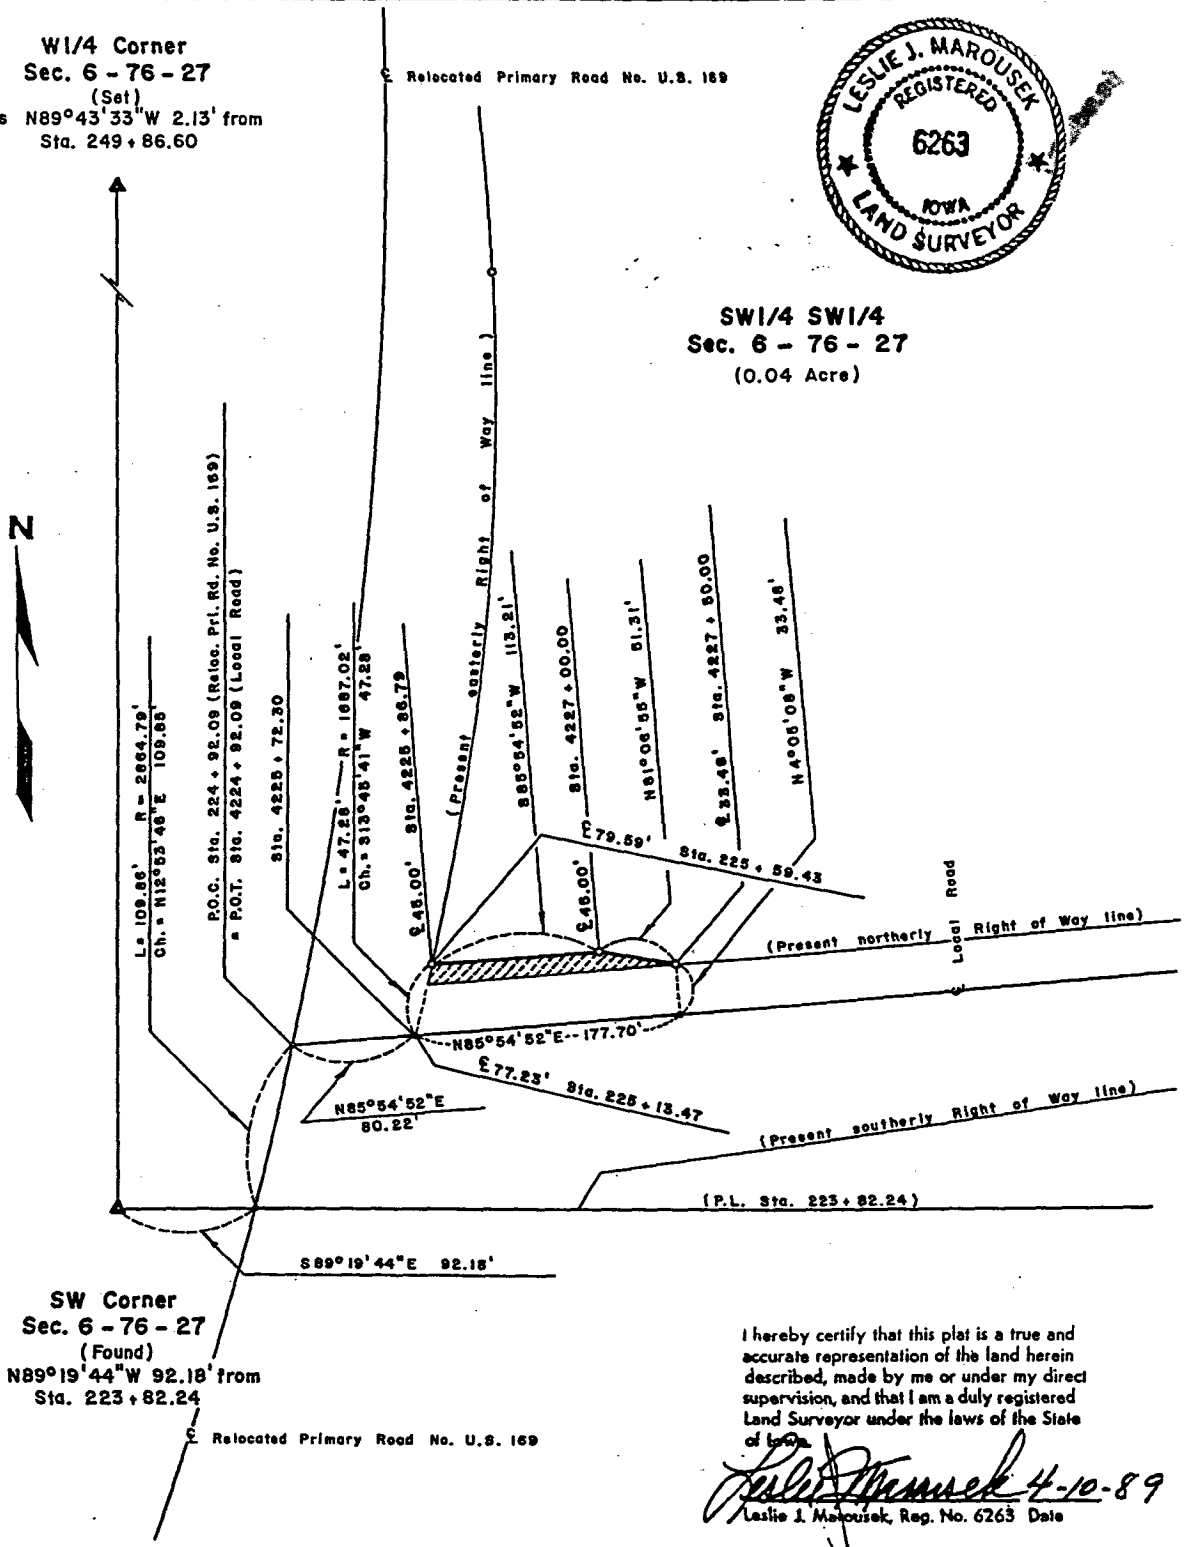 W1/4 Corner
Sec. 6 - 76 - 27
(Set)
s N89°43'33"W 2.13' from
Sta. 249+86.60
℄ Relocated Primary Road No. U.S. 169
LESLIE J. MAROUSEK
REGISTERED
6263
IOWA
LAND SURVEYOR
SW1/4 SW1/4
Sec. 6 - 76 - 27
(0.04 Acre)
N
L= 109.86' R= 2864.79'
Ch.= N12°53'46"E 109.85'
P.O.C. Sta. 224+92.09 (Reloc. Pri. Rd. No. U.S. 169)
= P.O.T. Sta. 4224+92.09 (Local Road)
Sta. 4225+72.30
L= 47.28' R= 1887.02'
Ch.= S13°45'41"W 47.28'
℄45.00' Sta. 4225+86.79
(Present easterly Right of Way line)
S85°54'52"W 113.21'
℄45.00' Sta. 4227+00.00
N81°06'55"W 51.31'
℄33.48' Sta. 4227+50.00
N4°05'08"W 33.48'
℄79.59' Sta. 225+59.43
(Present northerly Right of Way line)
℄ Local Road
N85°54'52"E--177.70'
℄77.23' Sta. 225+13.47
N85°54'52"E
80.22'
(Present southerly Right of Way line)
(P.L. Sta. 223+82.24)
S89°19'44"E 92.18'
SW Corner
Sec. 6 - 76 - 27
(Found)
N89°19'44"W 92.18' from
Sta. 223+82.24
℄ Relocated Primary Road No. U.S. 169
I hereby certify that this plat is a true and
accurate representation of the land herein
described, made by me or under my direct
supervision, and that I am a duly registered
Land Surveyor under the laws of the State
of Iowa.
Leslie J. Marousek 4-10-89
Leslie J. Marousek, Reg. No. 6263 Date